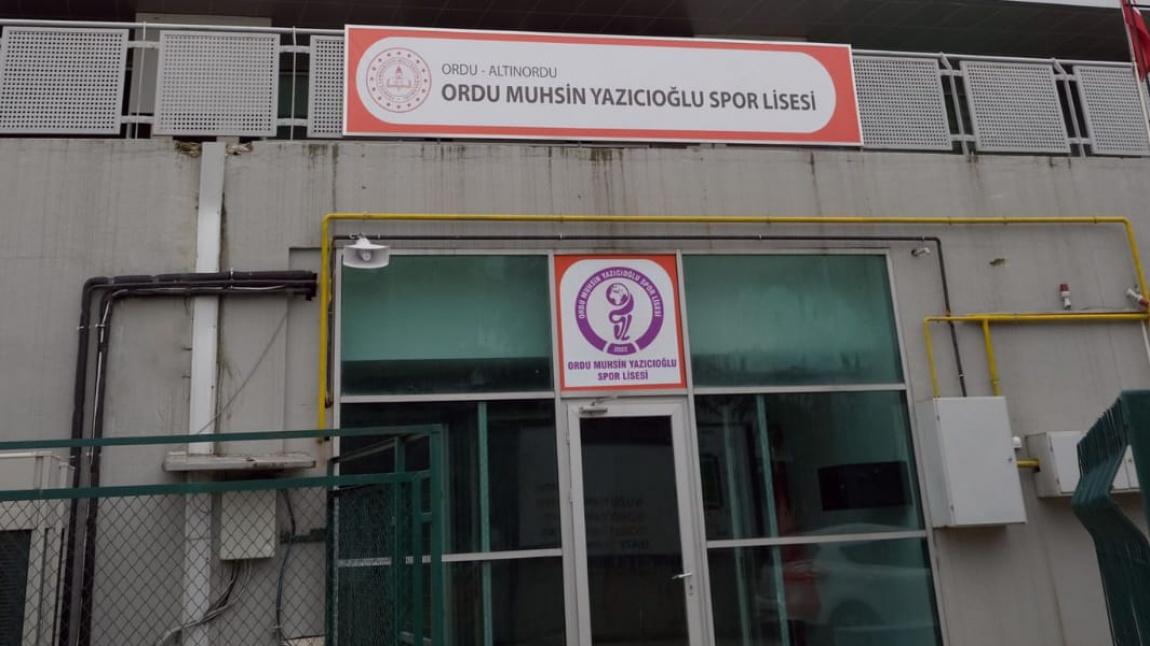 ORDU - ALTINORDU
ORDU MUHSİN YAZICIOĞLU SPOR LİSESİ
ORDU MUHSİN YAZICIOĞLU SPOR LİSESİ
ORDU MUHSİN YAZICIOĞLU
SPOR LİSESİ